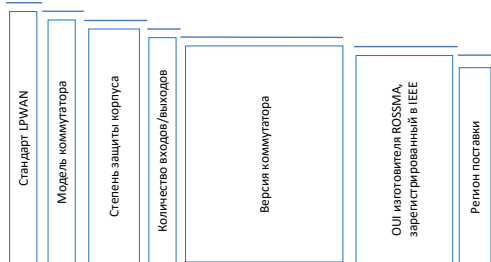 Стандарт LPWAN
Модель коммутатора
Степень защиты корпуса
Количество входов/выходов
Версия коммутатора
OUI изготовителя ROSSMA,
зарегистрированный в IEEE
Регион поставки